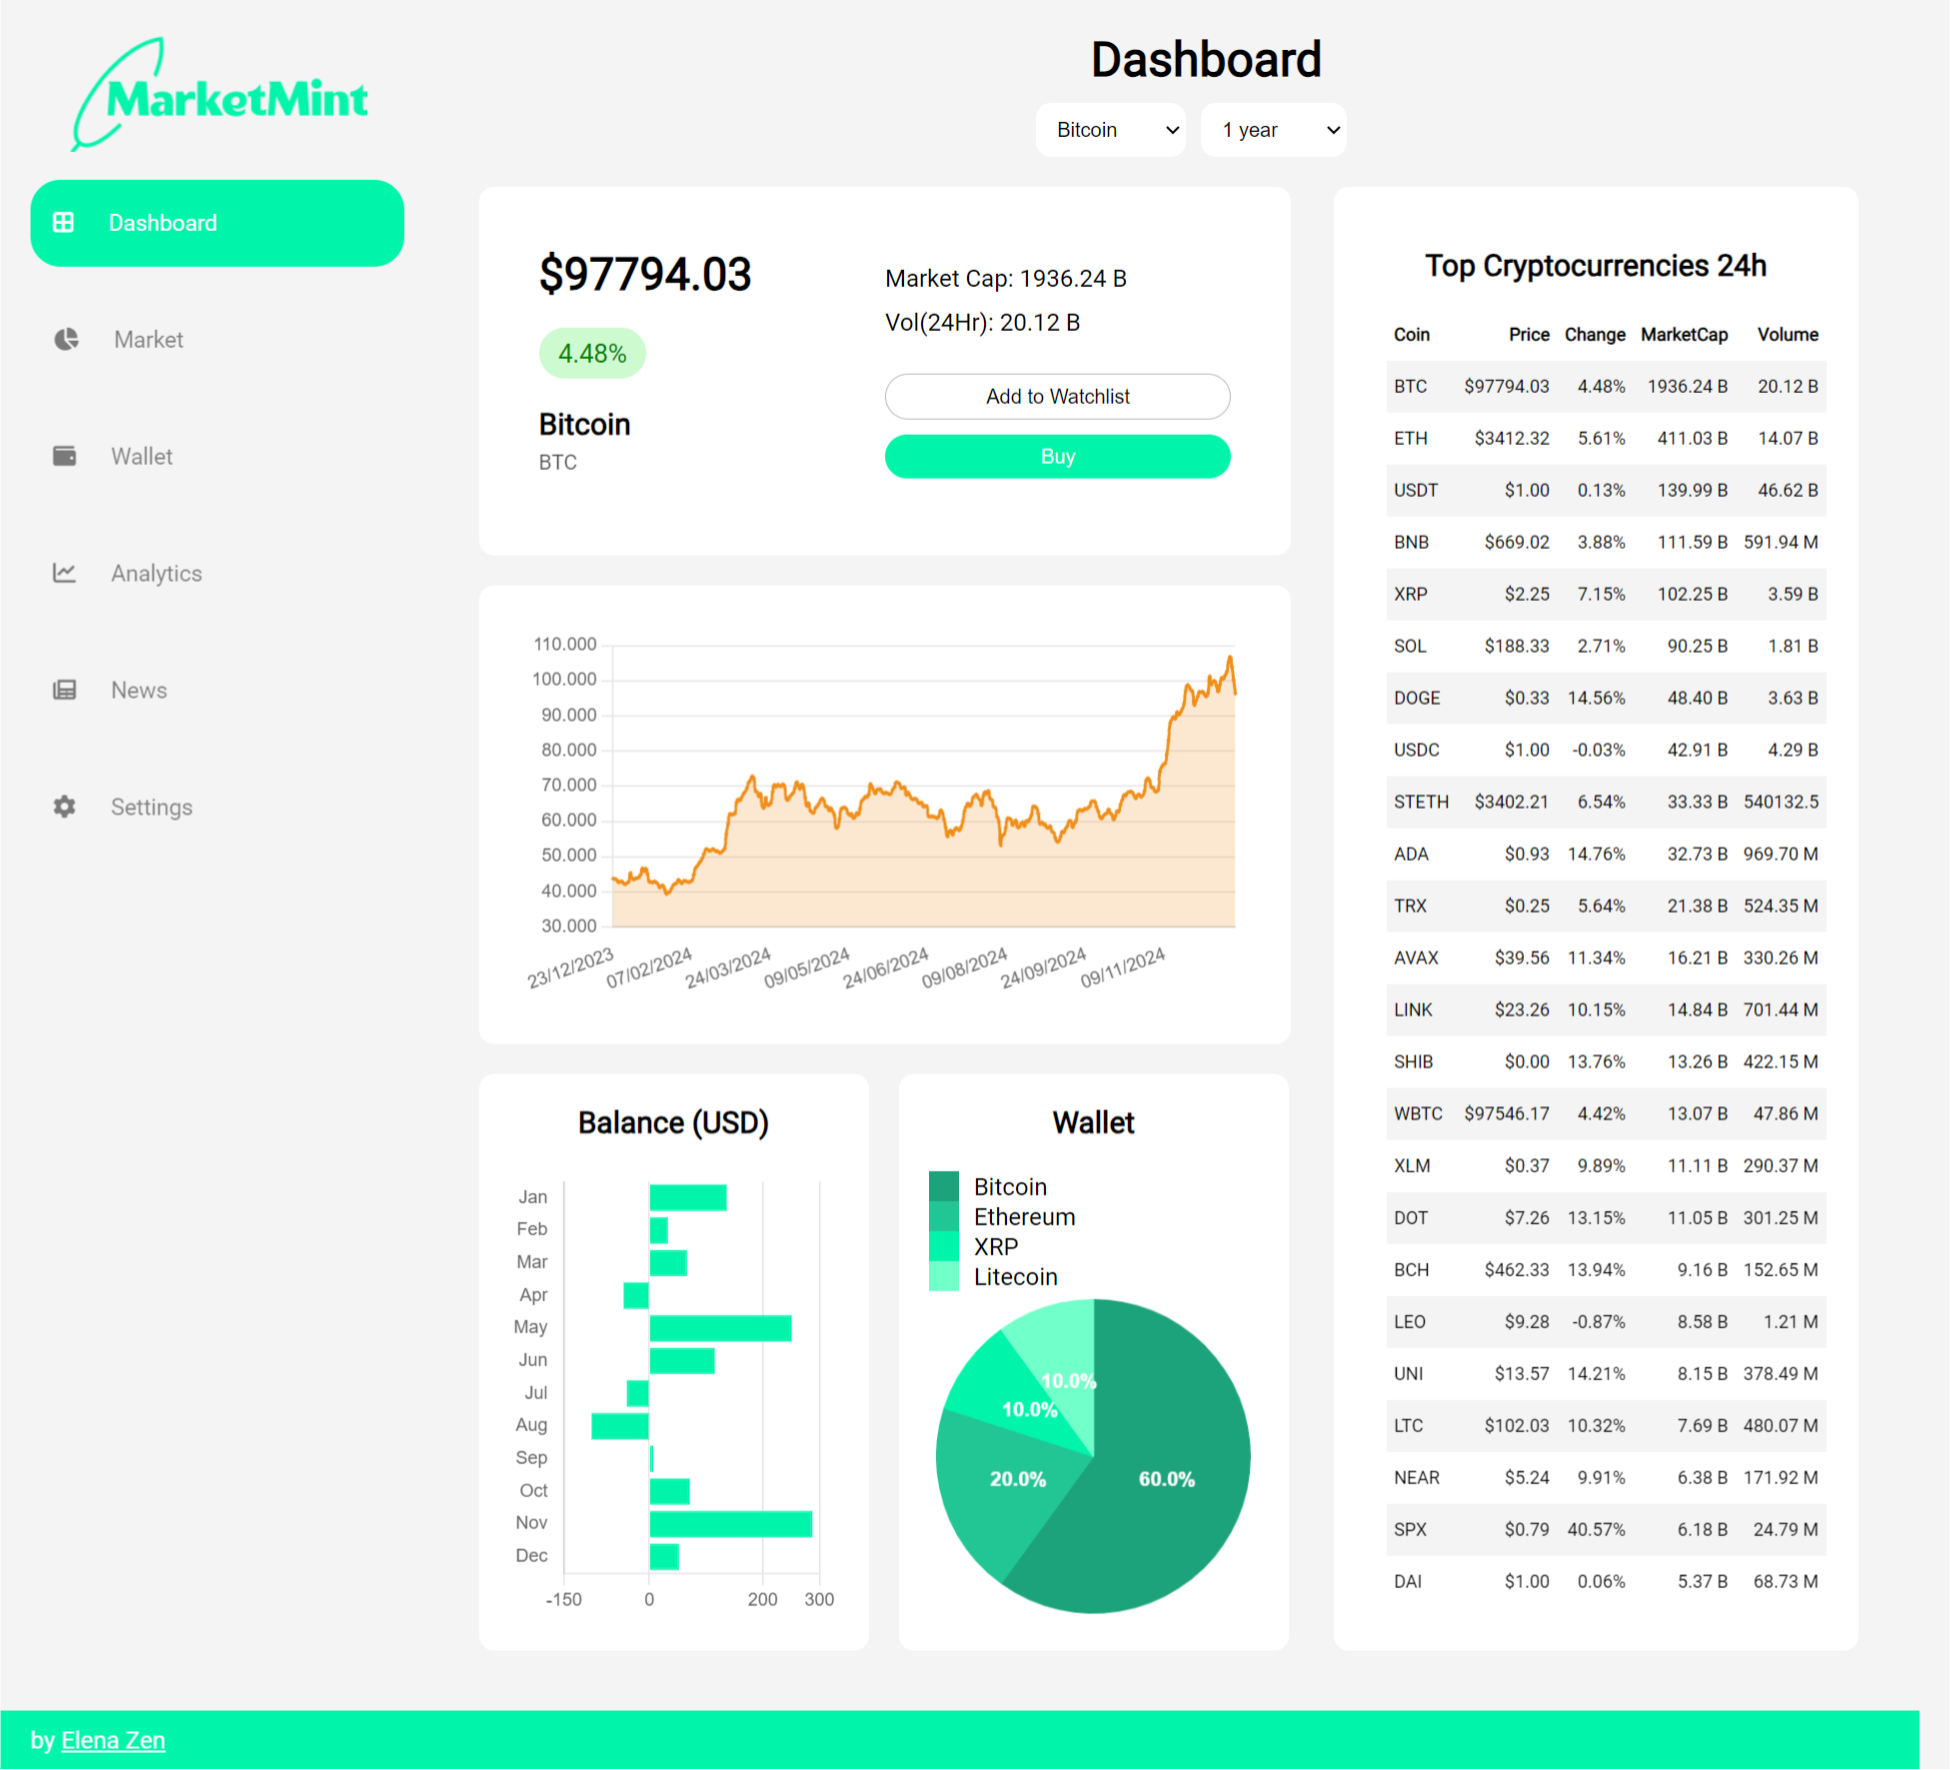 MarketMint
Dashboard
Market
Wallet
Analytics
News
Settings
Dashboard
Bitcoin
1 year
$97794.03
4.48%
Bitcoin
BTC
Market Cap: 1936.24 B
Vol(24Hr): 20.12 B
Add to Watchlist
Buy
110.000
100.000
90.000
80.000
70.000
60.000
50.000
40.000
30.000
23/12/2023
07/02/2024
24/03/2024
09/05/2024
24/06/2024
09/08/2024
24/09/2024
09/11/2024
Balance (USD)
Jan
Feb
Mar
Apr
May
Jun
Jul
Aug
Sep
Oct
Nov
Dec
-150 0 200 300
Wallet
Bitcoin
Ethereum
XRP
Litecoin
10.0%
10.0%
20.0%
60.0%
Top Cryptocurrencies 24h
Coin Price Change MarketCap Volume
BTC $97794.03 4.48% 1936.24 B 20.12 B
ETH $3412.32 5.61% 411.03 B 14.07 B
USDT $1.00 0.13% 139.99 B 46.62 B
BNB $669.02 3.88% 111.59 B 591.94 M
XRP $2.25 7.15% 102.25 B 3.59 B
SOL $188.33 2.71% 90.25 B 1.81 B
DOGE $0.33 14.56% 48.40 B 3.63 B
USDC $1.00 -0.03% 42.91 B 4.29 B
STETH $3402.21 6.54% 33.33 B 540132.5
ADA $0.93 14.76% 32.73 B 969.70 M
TRX $0.25 5.64% 21.38 B 524.35 M
AVAX $39.56 11.34% 16.21 B 330.26 M
LINK $23.26 10.15% 14.84 B 701.44 M
SHIB $0.00 13.76% 13.26 B 422.15 M
WBTC $97546.17 4.42% 13.07 B 47.86 M
XLM $0.37 9.89% 11.11 B 290.37 M
DOT $7.26 13.15% 11.05 B 301.25 M
BCH $462.33 13.94% 9.16 B 152.65 M
LEO $9.28 -0.87% 8.58 B 1.21 M
UNI $13.57 14.21% 8.15 B 378.49 M
LTC $102.03 10.32% 7.69 B 480.07 M
NEAR $5.24 9.91% 6.38 B 171.92 M
SPX $0.79 40.57% 6.18 B 24.79 M
DAI $1.00 0.06% 5.37 B 68.73 M
by Elena Zen